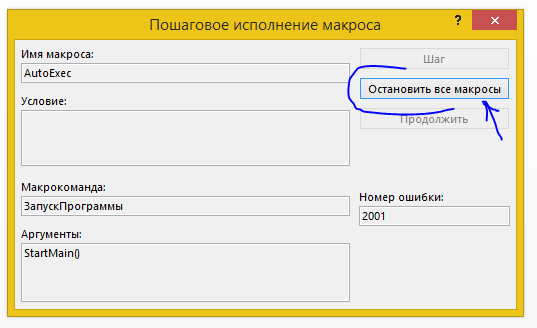 Пошаговое исполнение макроса
?
Имя макроса:
AutoExec
Условие:
Макрокоманда:
ЗапускПрограммы
Аргументы:
StartMain()
Шаг
Остановить все макросы
Продолжить
Номер ошибки:
2001